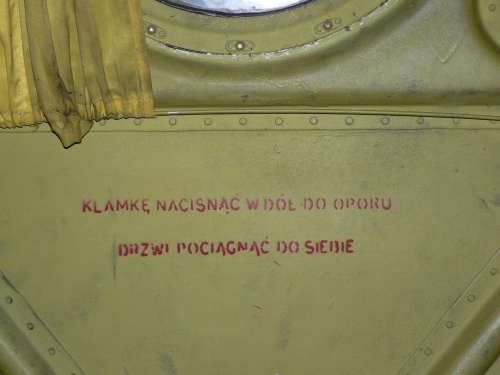 KLAMKĘ NACISNĄĆ W DÓŁ DO OPORU
DRZWI POCIĄGNĄĆ DO SIEBIE